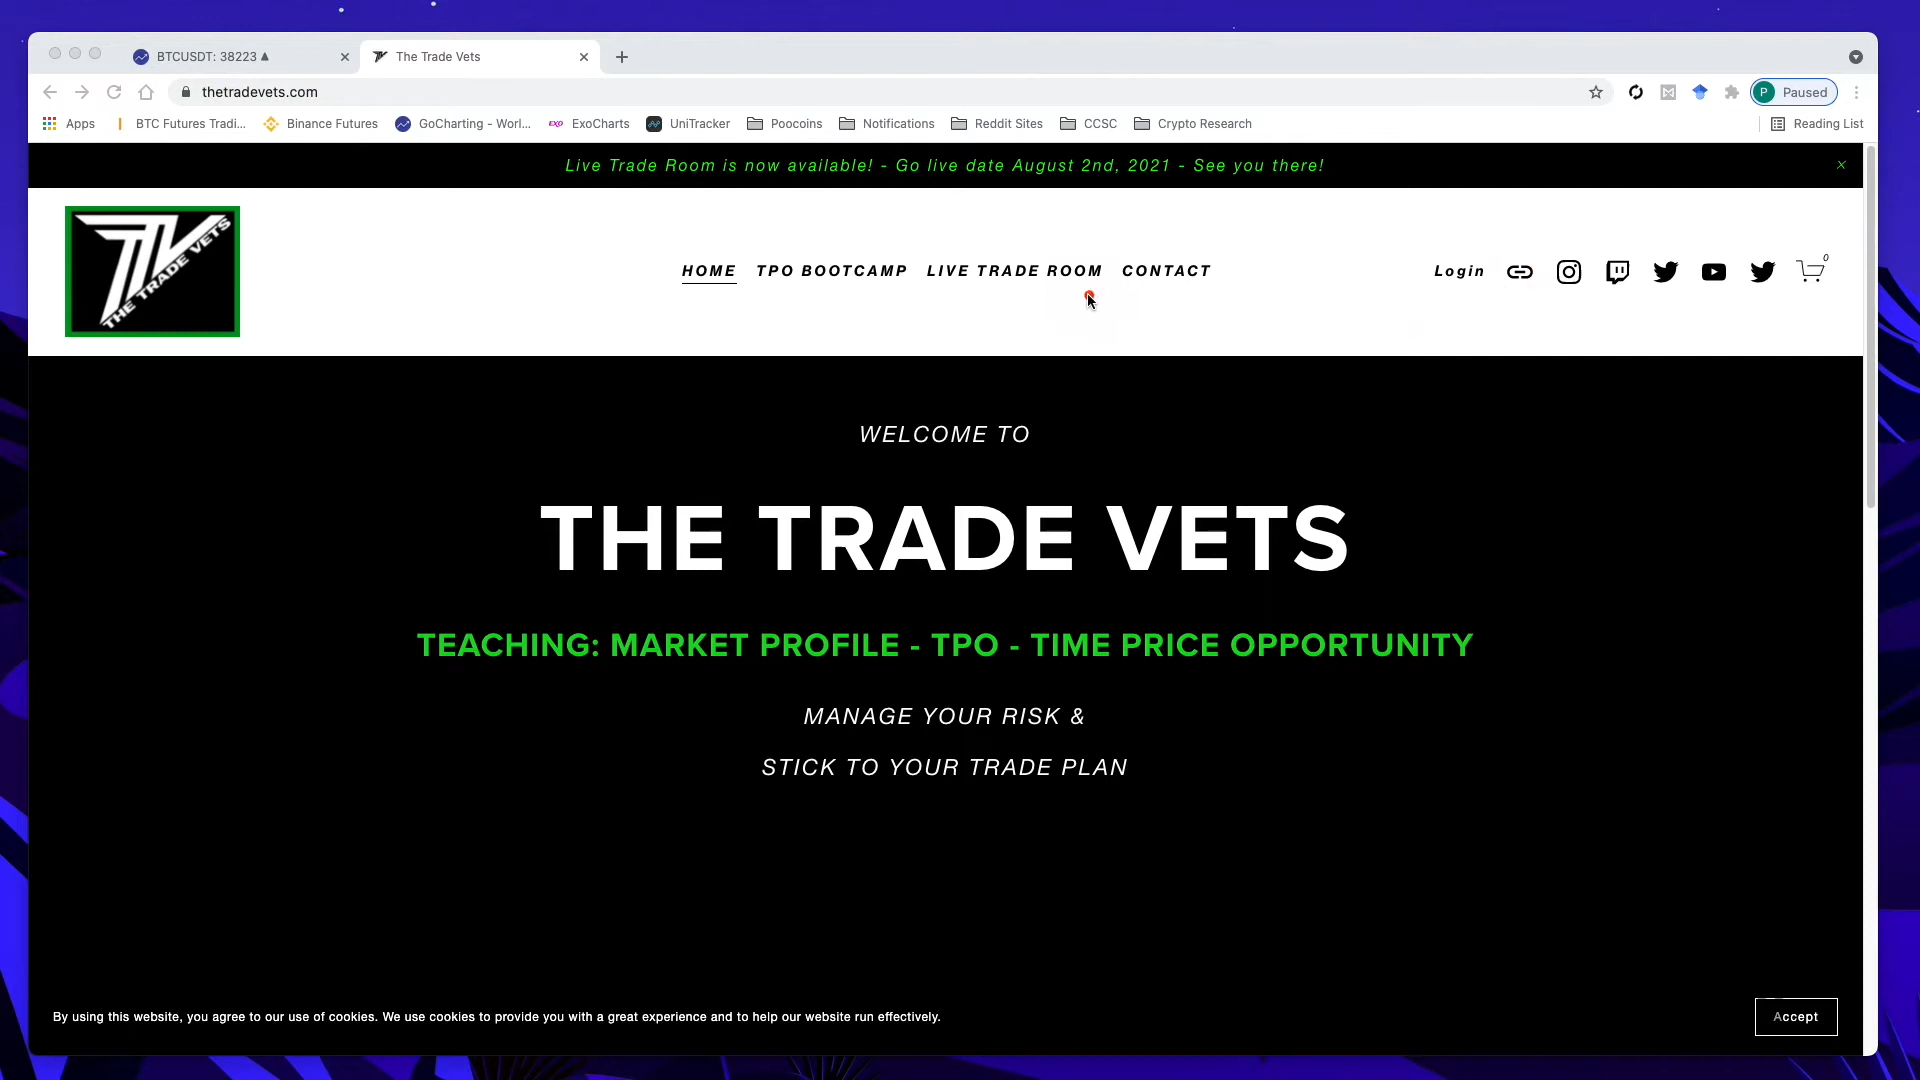 BTCUSDT: 38223 ▲
The Trade Vets
thetradevets.com
P Paused
Apps
BTC Futures Tradi...
Binance Futures
GoCharting - Worl...
EXO ExoCharts
UniTracker
Poocoins
Notifications
Reddit Sites
CCSC
Crypto Research
Reading List
Live Trade Room is now available! - Go live date August 2nd, 2021 - See you there!
TV THE TRADE VETS
HOME
TPO BOOTCAMP
LIVE TRADE ROOM
CONTACT
Login
0
WELCOME TO
THE TRADE VETS
TEACHING: MARKET PROFILE - TPO - TIME PRICE OPPORTUNITY
MANAGE YOUR RISK &
STICK TO YOUR TRADE PLAN
By using this website, you agree to our use of cookies. We use cookies to provide you with a great experience and to help our website run effectively.
Accept